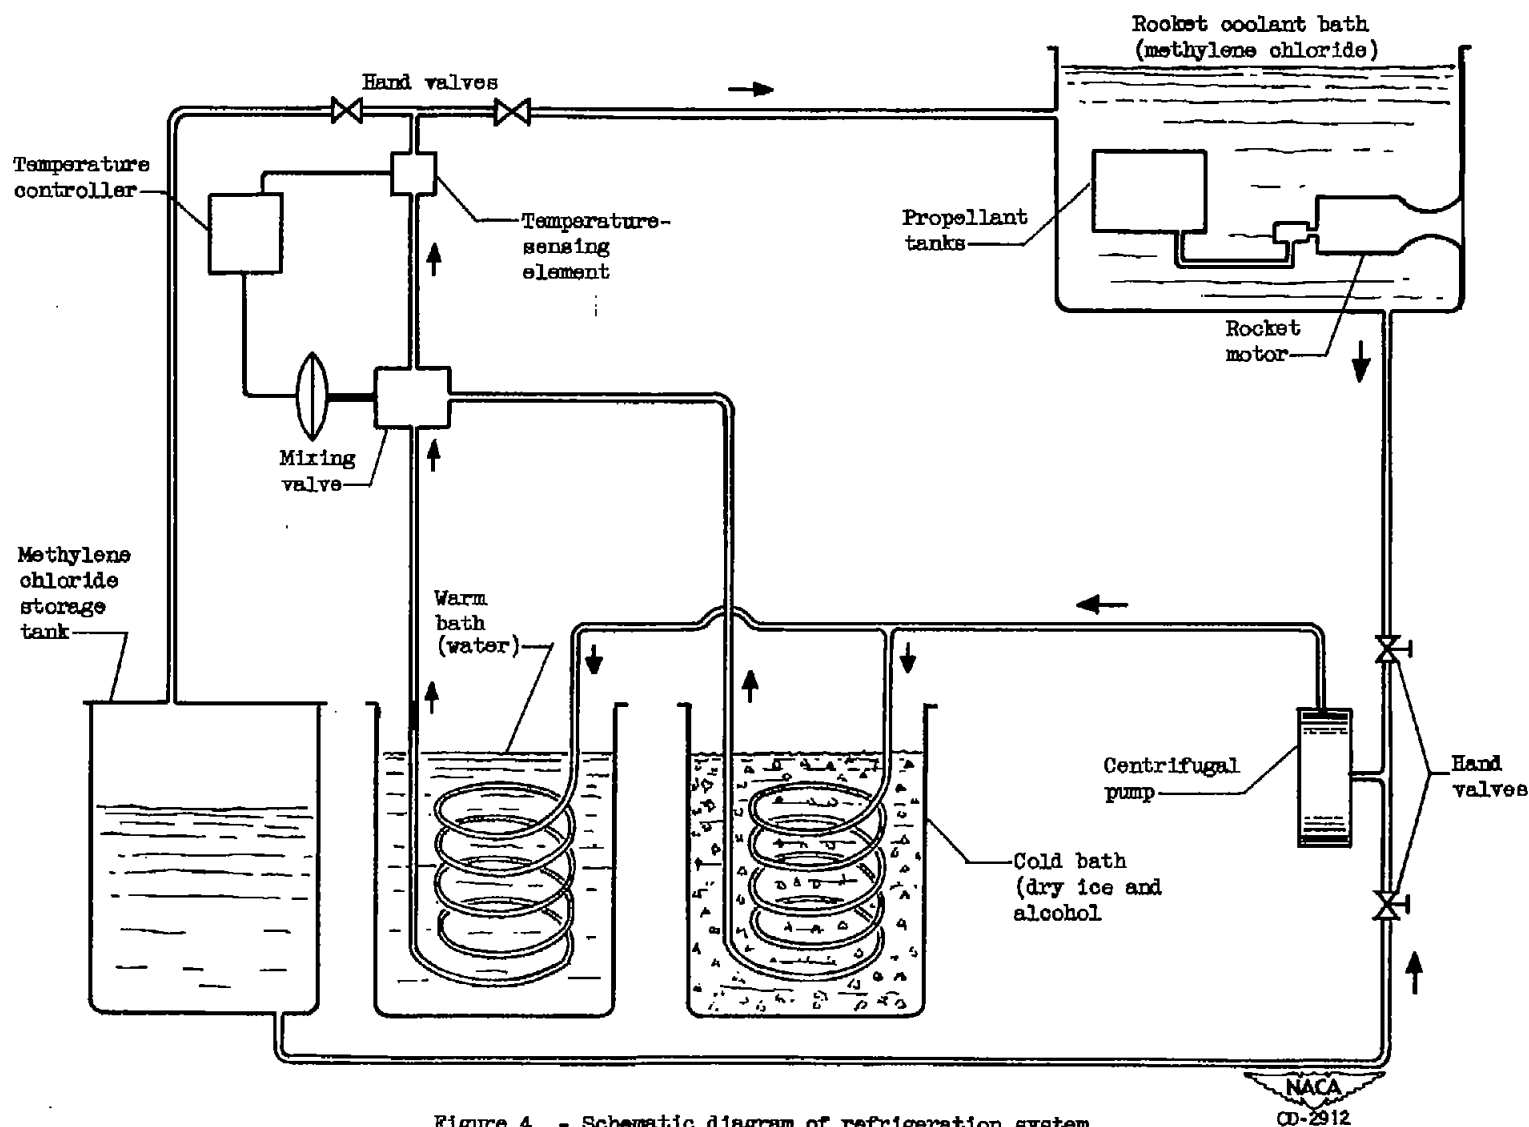 Rocket coolant bath
(methylene chloride)
Hand valves
Temperature
controller
Temperature-
sensing
element
Propellant
tanks
Rocket
motor
Mixing
valve
Methylene
chloride
storage
tank
Warm
bath
(water)
Centrifugal
pump
Hand
valves
Cold bath
(dry ice and
alcohol
NACA
CD-2912
Figure 4. - Schematic diagram of refrigeration system